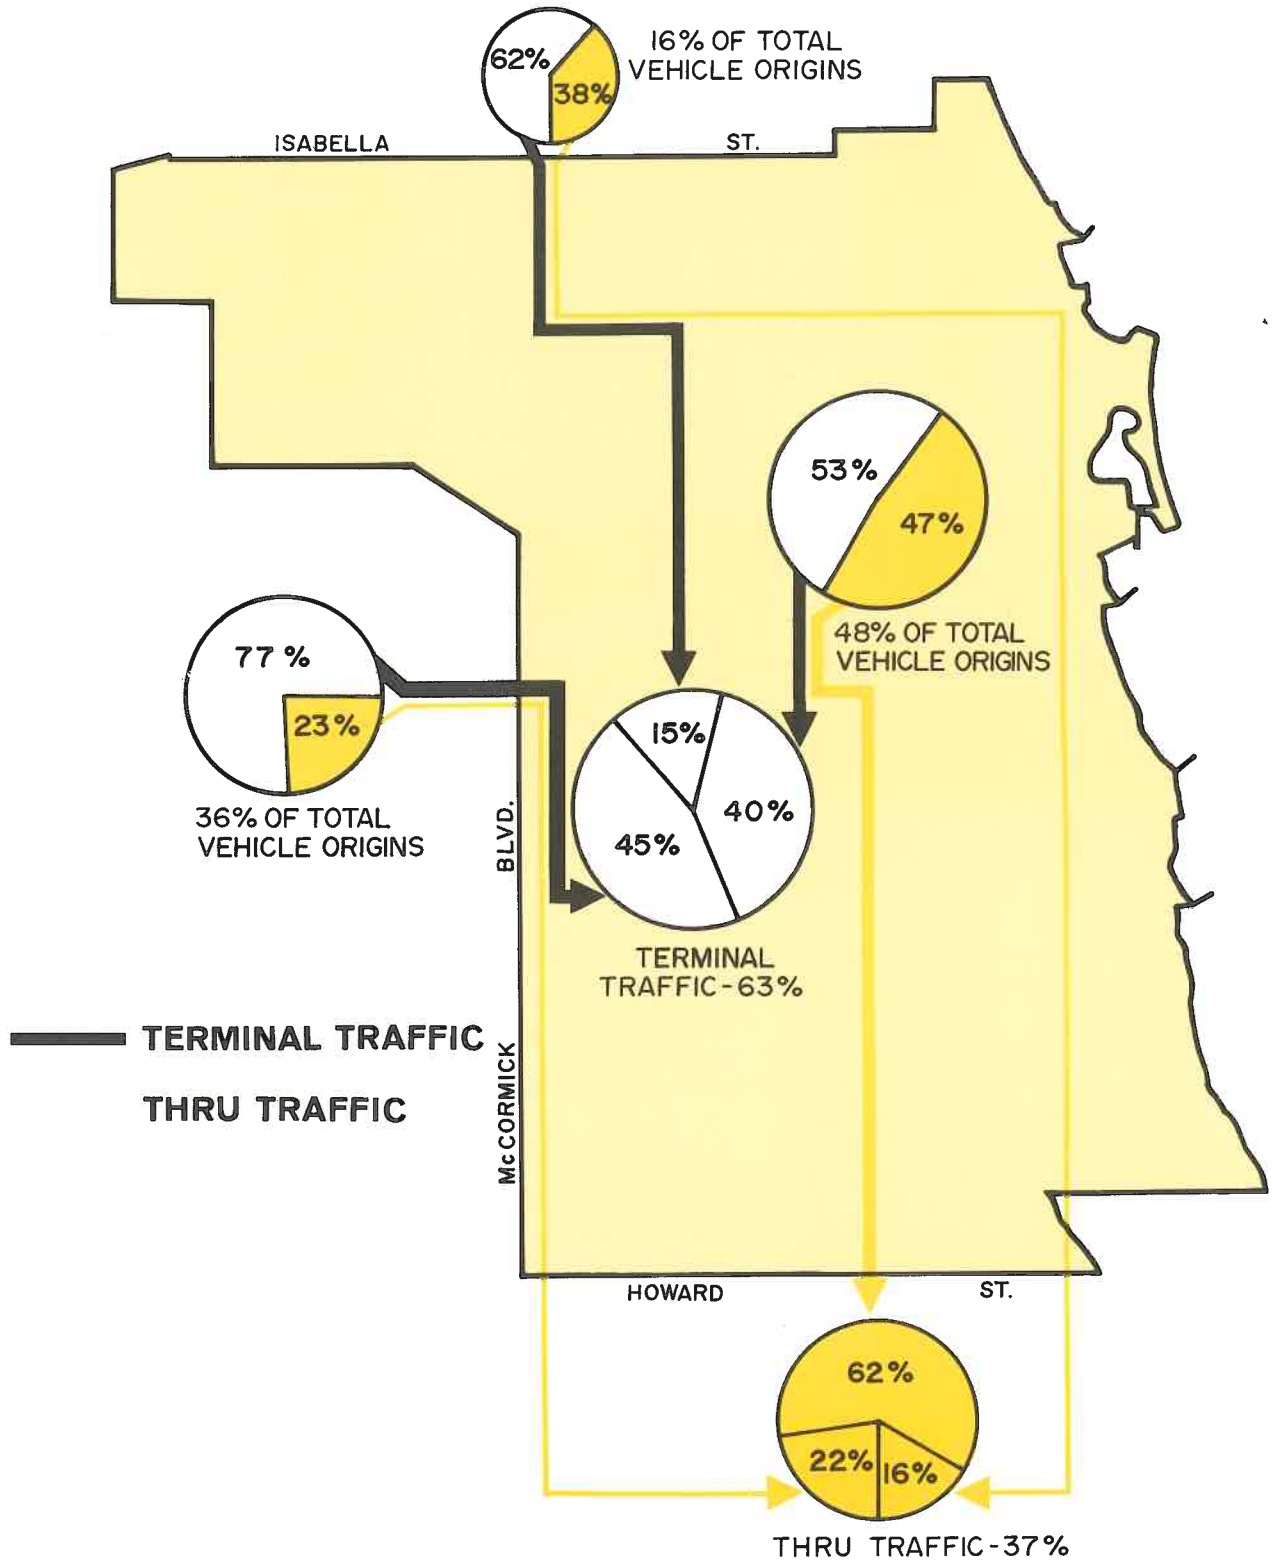 62%
38%
16% OF TOTAL
VEHICLE ORIGINS
ISABELLA
ST.
53%
47%
48% OF TOTAL
VEHICLE ORIGINS
77%
23%
36% OF TOTAL
VEHICLE ORIGINS
15%
40%
45%
TERMINAL
TRAFFIC-63%
McCORMICK
BLVD.
TERMINAL TRAFFIC
THRU TRAFFIC
HOWARD
ST.
62%
22%
16%
THRU TRAFFIC-37%